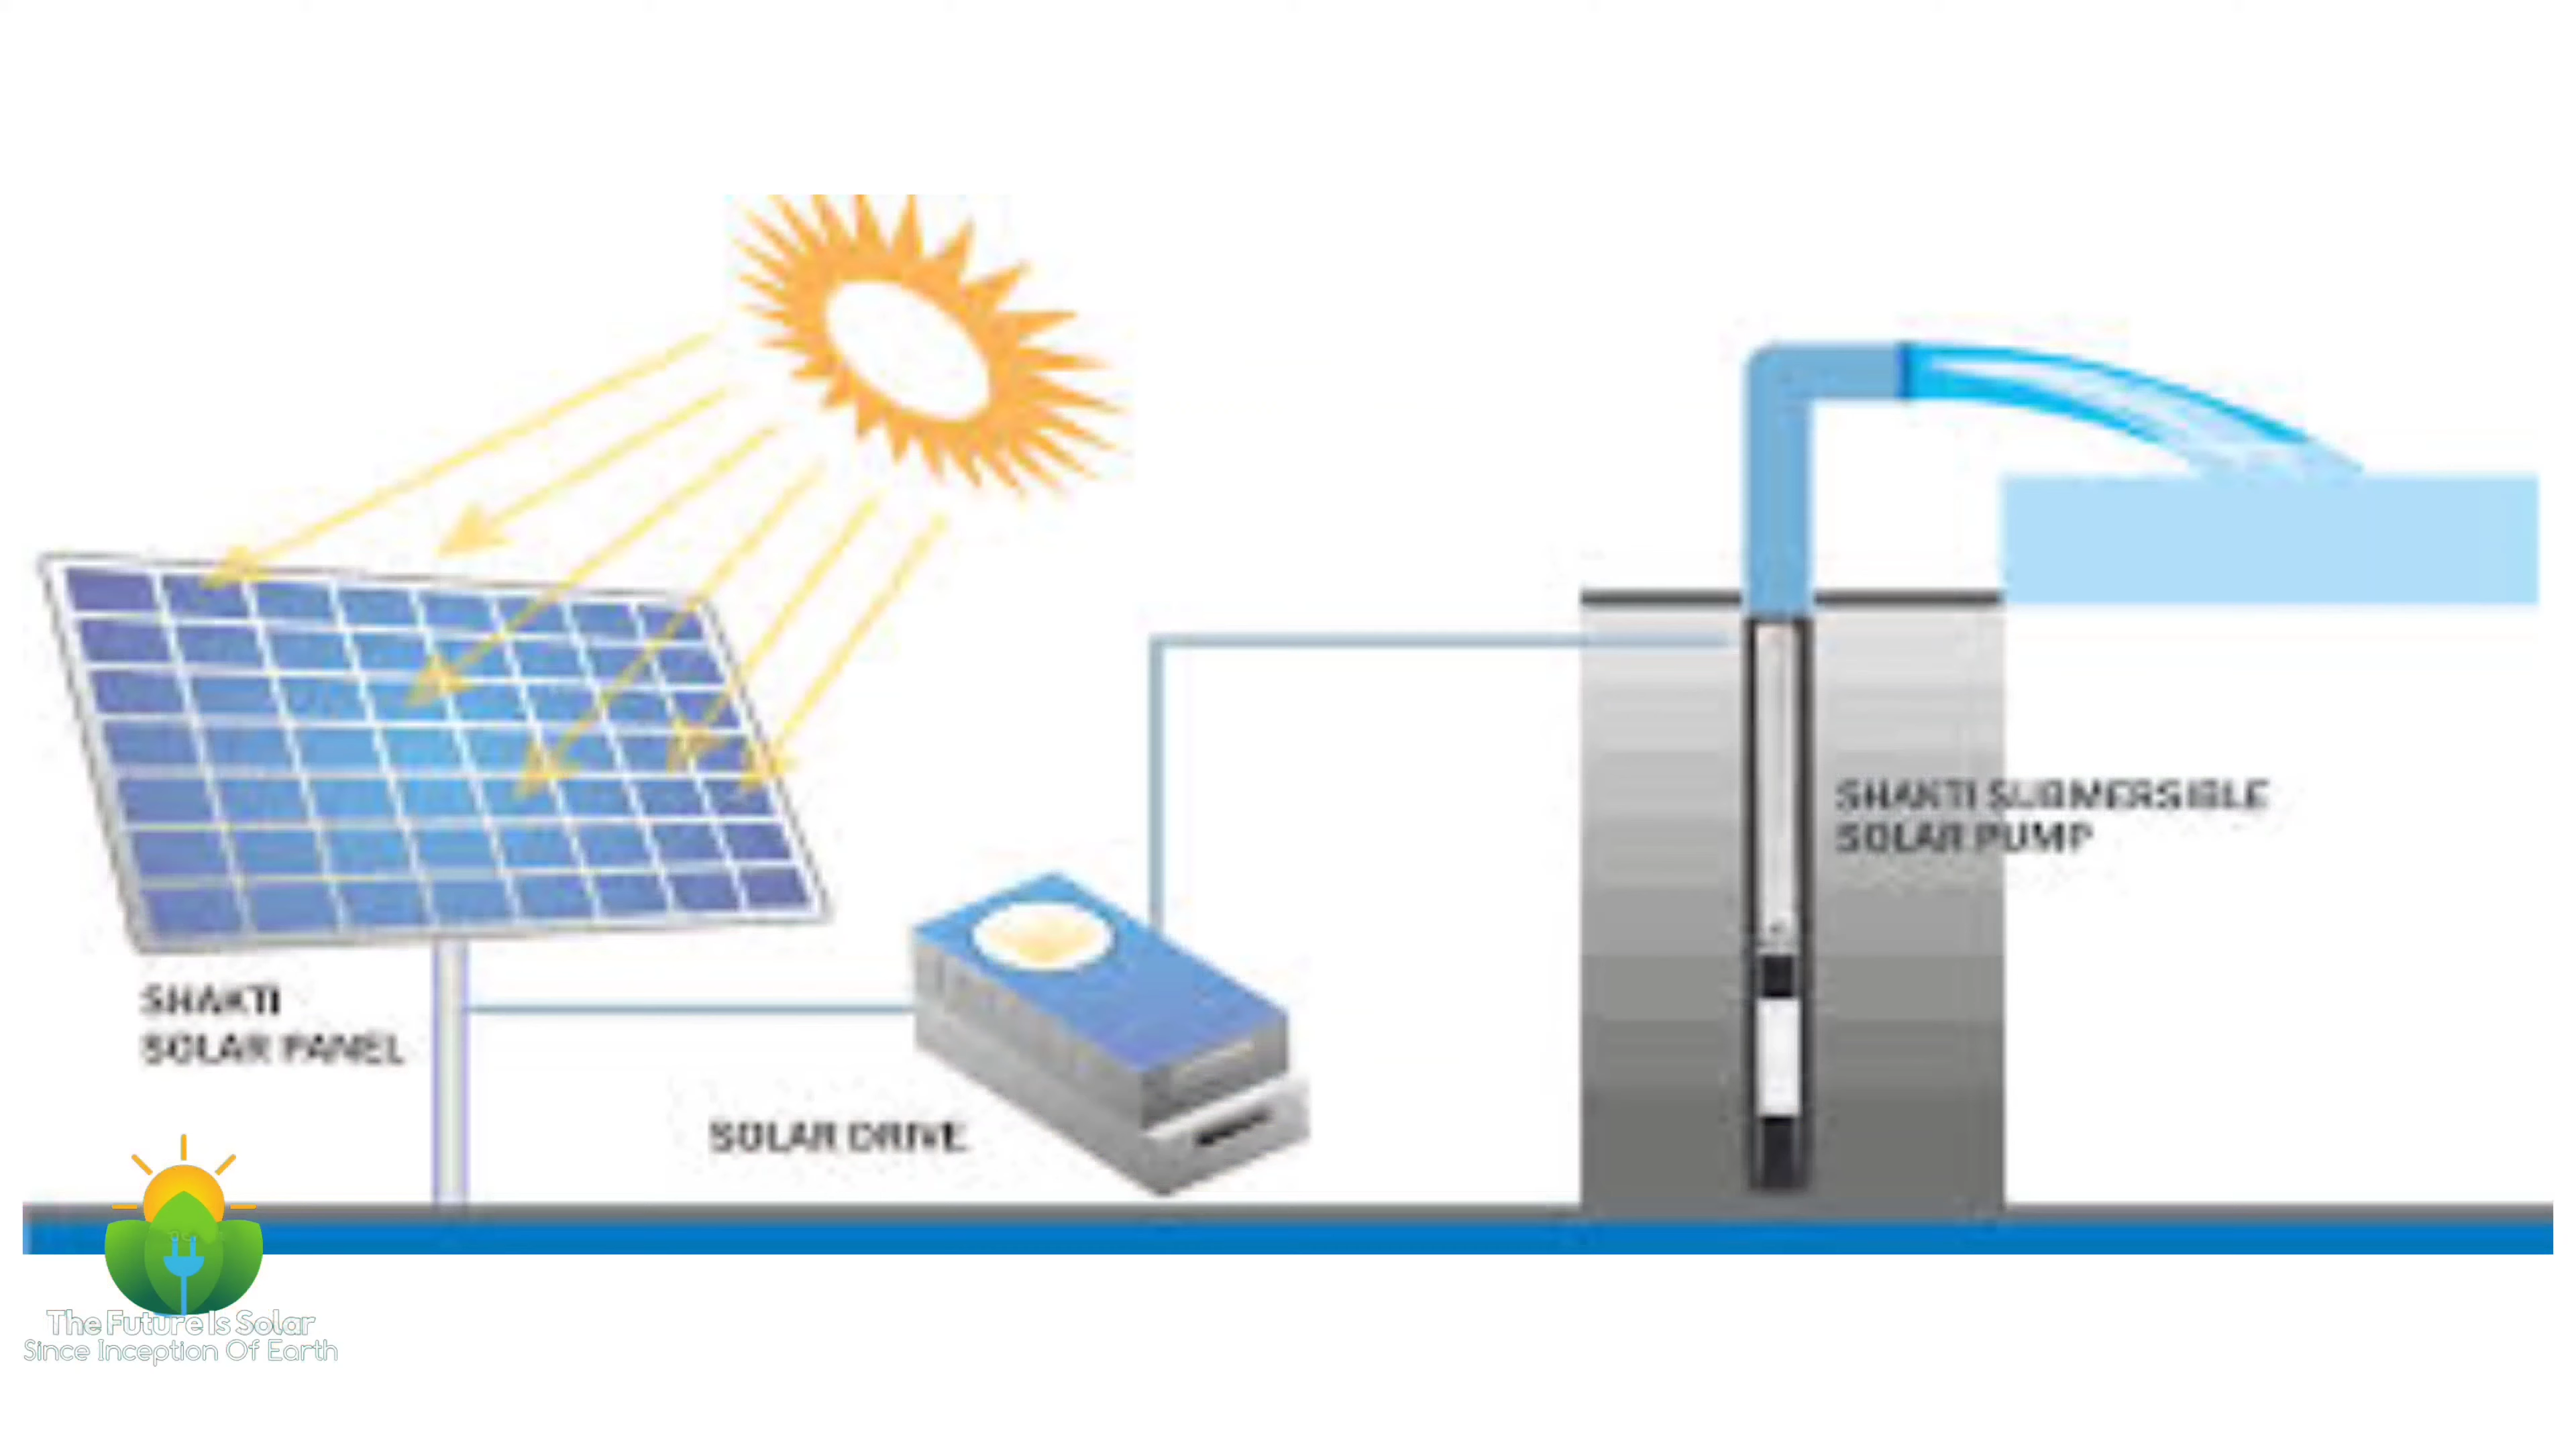 SHAKTI SUBMERSIBLE
SOLAR PUMP
SHAKTI
SOLAR PANEL
SOLAR DRIVE
The Future Is Solar
Since Inception Of Earth